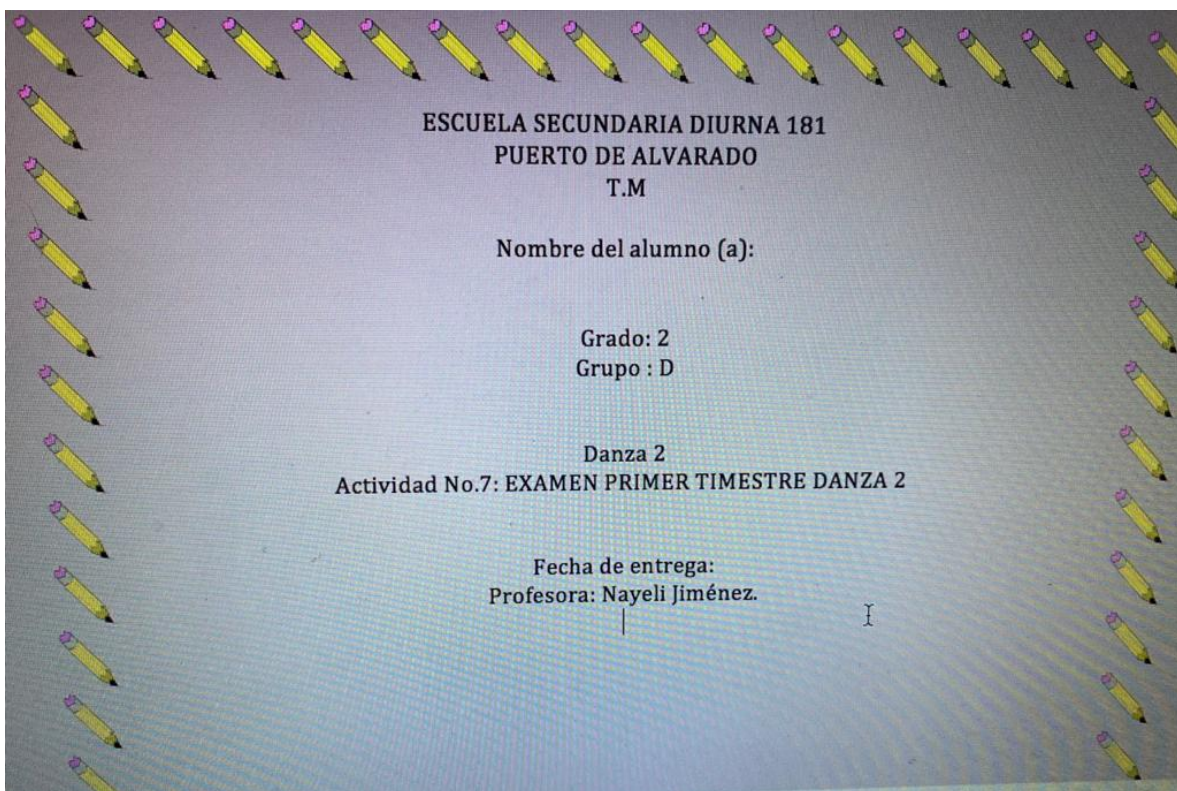 ESCUELA SECUNDARIA DIURNA 181
PUERTO DE ALVARADO
T.M
Nombre del alumno (a):
Grado: 2
Grupo : D
Danza 2
Actividad No.7: EXAMEN PRIMER TIMESTRE DANZA 2
Fecha de entrega:
Profesora: Nayeli Jiménez.